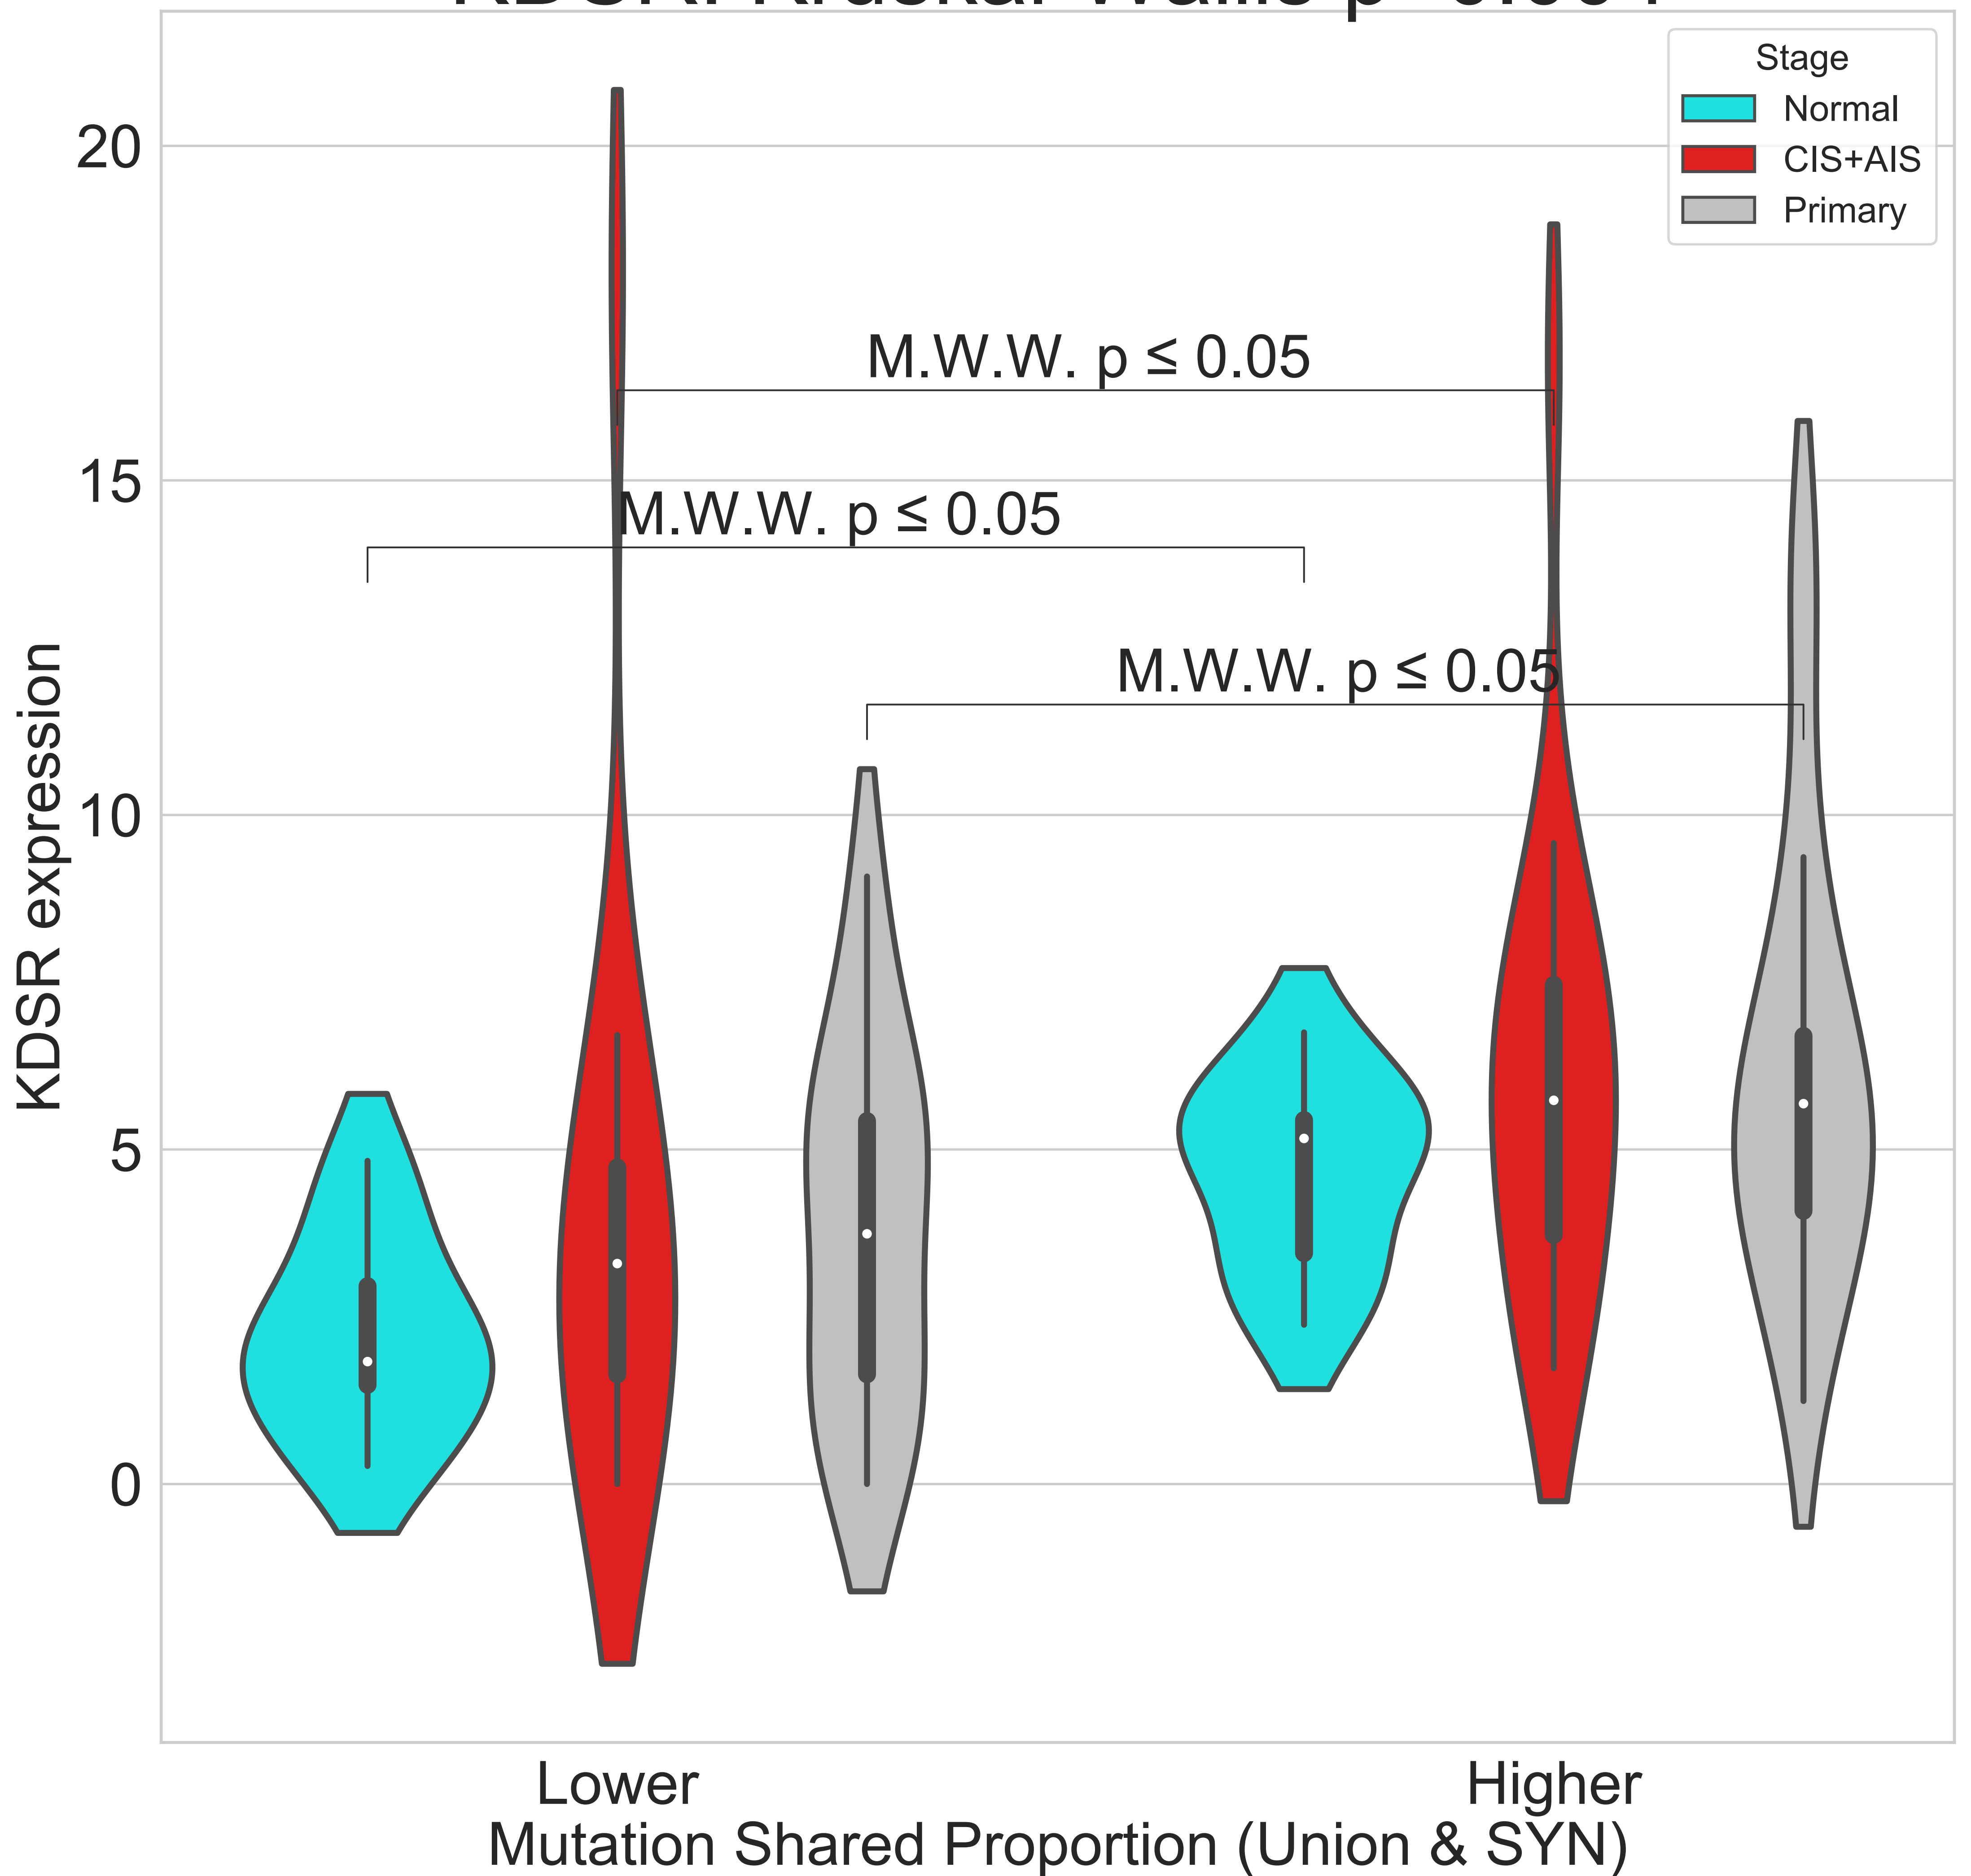 Stage
Normal
CIS+AIS
Primary
20
15
10
5
0
M.W.W. p ≤ 0.05
M.W.W. p ≤ 0.05
M.W.W. p ≤ 0.05
KDSR expression
Lower
Higher
Mutation Shared Proportion (Union & SYN)